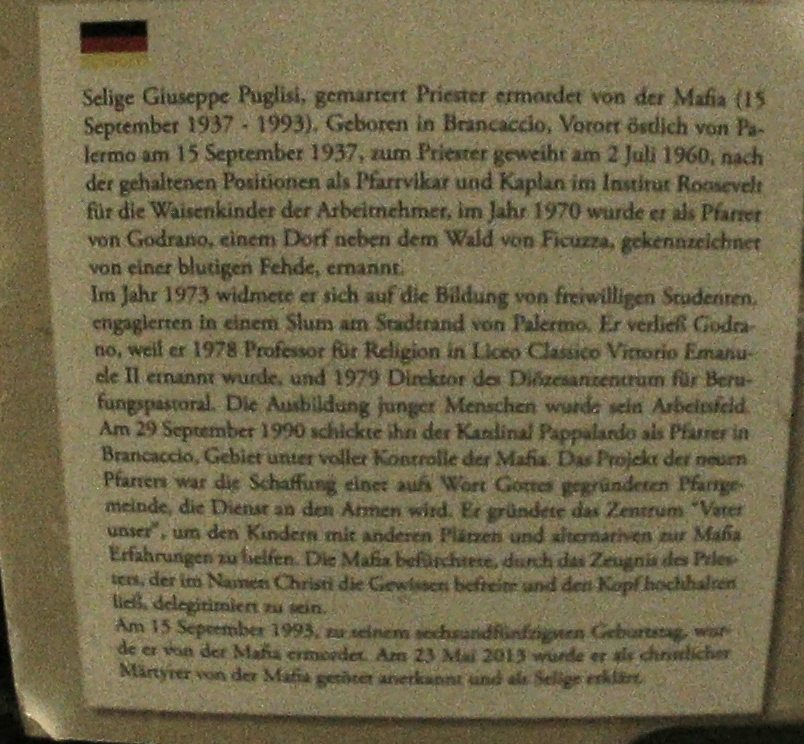 Selige Giuseppe Puglisi, gemartert Priester ermordet von der Mafia (15
September 1937 - 1993). Geboren in Brancaccio, Vorort östlich von Pa-
lermo am 15 September 1937, zum Priester geweiht am 2 Juli 1960, nach
der gehaltenen Positionen als Pfarrvikar und Kaplan im Institut Roosevelt
für die Waisenkinder der Arbeitnehmer, im Jahr 1970 wurde er als Pfarrer
von Godrano, einem Dorf neben dem Wald von Ficuzza, gekennzeichnet
von einer blutigen Fehde, ernannt.
Im Jahr 1973 widmete er sich auf die Bildung von freiwilligen Studenten,
engagierten in einem Slum am Stadtrand von Palermo. Er verließ Godra-
no, weil er 1978 Professor für Religion in Liceo Classico Vittorio Emanu-
ele II ernannt wurde, und 1979 Direktor des Diözesanzentrum für Beru-
fungspastoral. Die Ausbildung junger Menschen wurde sein Arbeitsfeld.
Am 29 September 1990 schickte ihn der Kardinal Pappalardo als Pfarrer in
Brancaccio, Gebiet unter voller Kontrolle der Mafia. Das Projekt der neuen
Pfarrers war die Schaffung einer aufs Wort Gottes gegründeten Pfarrge-
meinde, die Dienst an den Armen wird. Er gründete das Zentrum "Vater
unser", um den Kindern mit anderen Plätzen und alternativen zur Mafia
Erfahrungen zu helfen. Die Mafia befürchtete, durch das Zeugnis des Pries-
ters, der im Namen Christi die Gewissen befreite und den Kopf hochhalten
ließ, delegitimiert zu sein.
Am 15 September 1993, zu seinem sechsundfünfzigsten Geburtstag, wur-
de er von der Mafia ermordet. Am 23 Mai 2013 wurde er als christlicher
Märtyrer von der Mafia getötet anerkannt und als Selige erklärt.